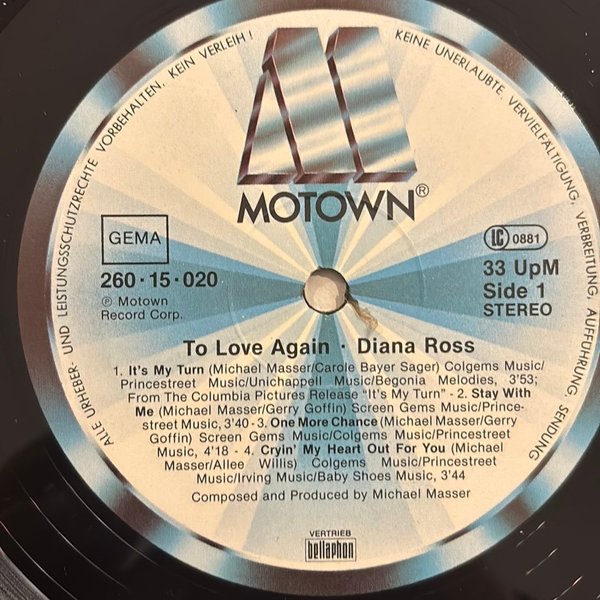 ALLE URHEBER- UND LEISTUNGSSCHUTZRECHTE VORBEHALTEN. KEIN VERLEIH! KEINE UNERLAUBTE VERVIELFÄLTIGUNG, VERBREITUNG, AUFFÜHRUNG, SENDUNG
MOTOWN®
GEMA
LC 0881
260·15·020
33 UpM
℗ Motown
Side 1
Record Corp.
STEREO
To Love Again · Diana Ross
1. It's My Turn (Michael Masser/Carole Bayer Sager) Colgems Music/
Princestreet Music/Unichappell Music/Begonia Melodies, 3'53;
From The Columbia Pictures Release "It's My Turn" - 2. Stay With
Me (Michael Masser/Gerry Goffin) Screen Gems Music/Prince-
street Music, 3'40 - 3. One More Chance (Michael Masser/Gerry
Goffin) Screen Gems Music/Colgems Music/Princestreet
Music, 4'18 - 4. Cryin' My Heart Out For You (Michael
Masser/Allee Willis) Colgems Music/Princestreet
Music/Irving Music/Baby Shoes Music, 3'44
Composed and Produced by Michael Masser
VERTRIEB
bellaphon